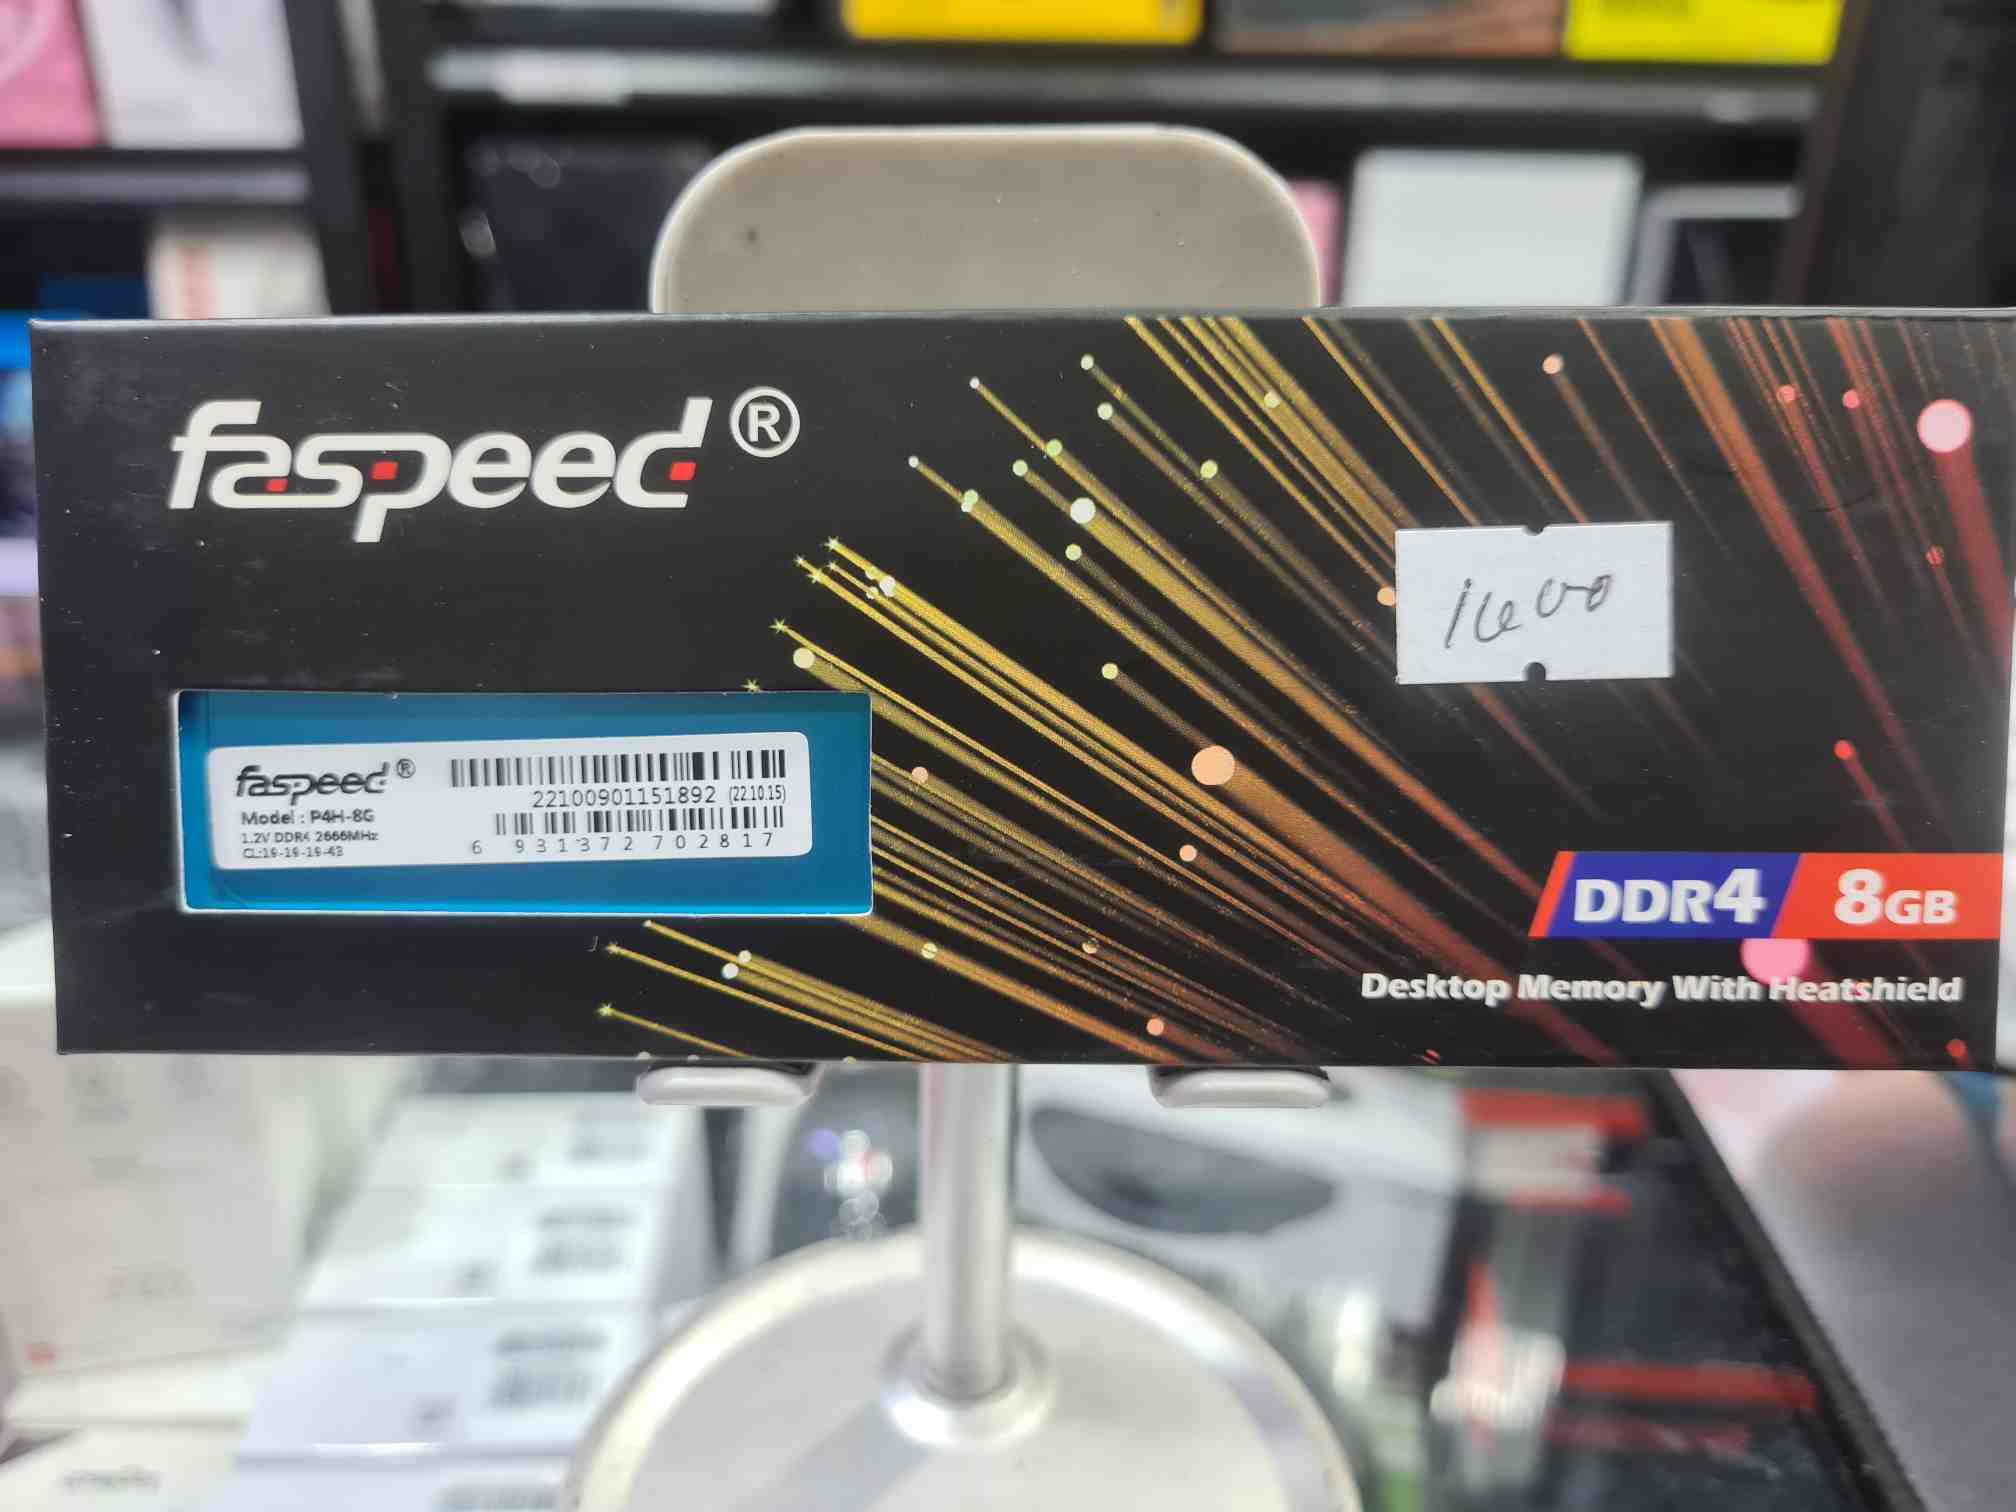 faspeed®
1600
faspeed®
22100901151892 (22.10.15)
Model : P4H-8G
1.2V DDR4 2666MHz
CL:19-19-19-43
6 931372 702817
DDR4 8GB
Desktop Memory With Heatshield